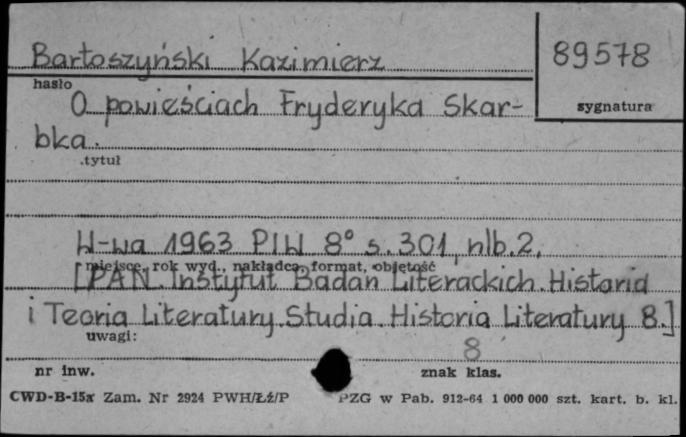 Bartoszyński Kazimierz
89578
hasło
sygnatura
O powieściach Fryderyka Skar-
bka.
tytuł
W-wa 1963 PIW 8° s. 301, nlb. 2.
miejsce, rok wyd., nakładca, format, objętość
[PAN. Instytut Badań Literackich. Historia
i Teoria Literatury. Studia. Historia Literatury 8.]
uwagi:
8
nr inw.
znak klas.
CWD-B-15a Zam. Nr 2924 PWH/Łź/P PZG w Pab. 912-64 1 000 000 szt. kart. b. kl.